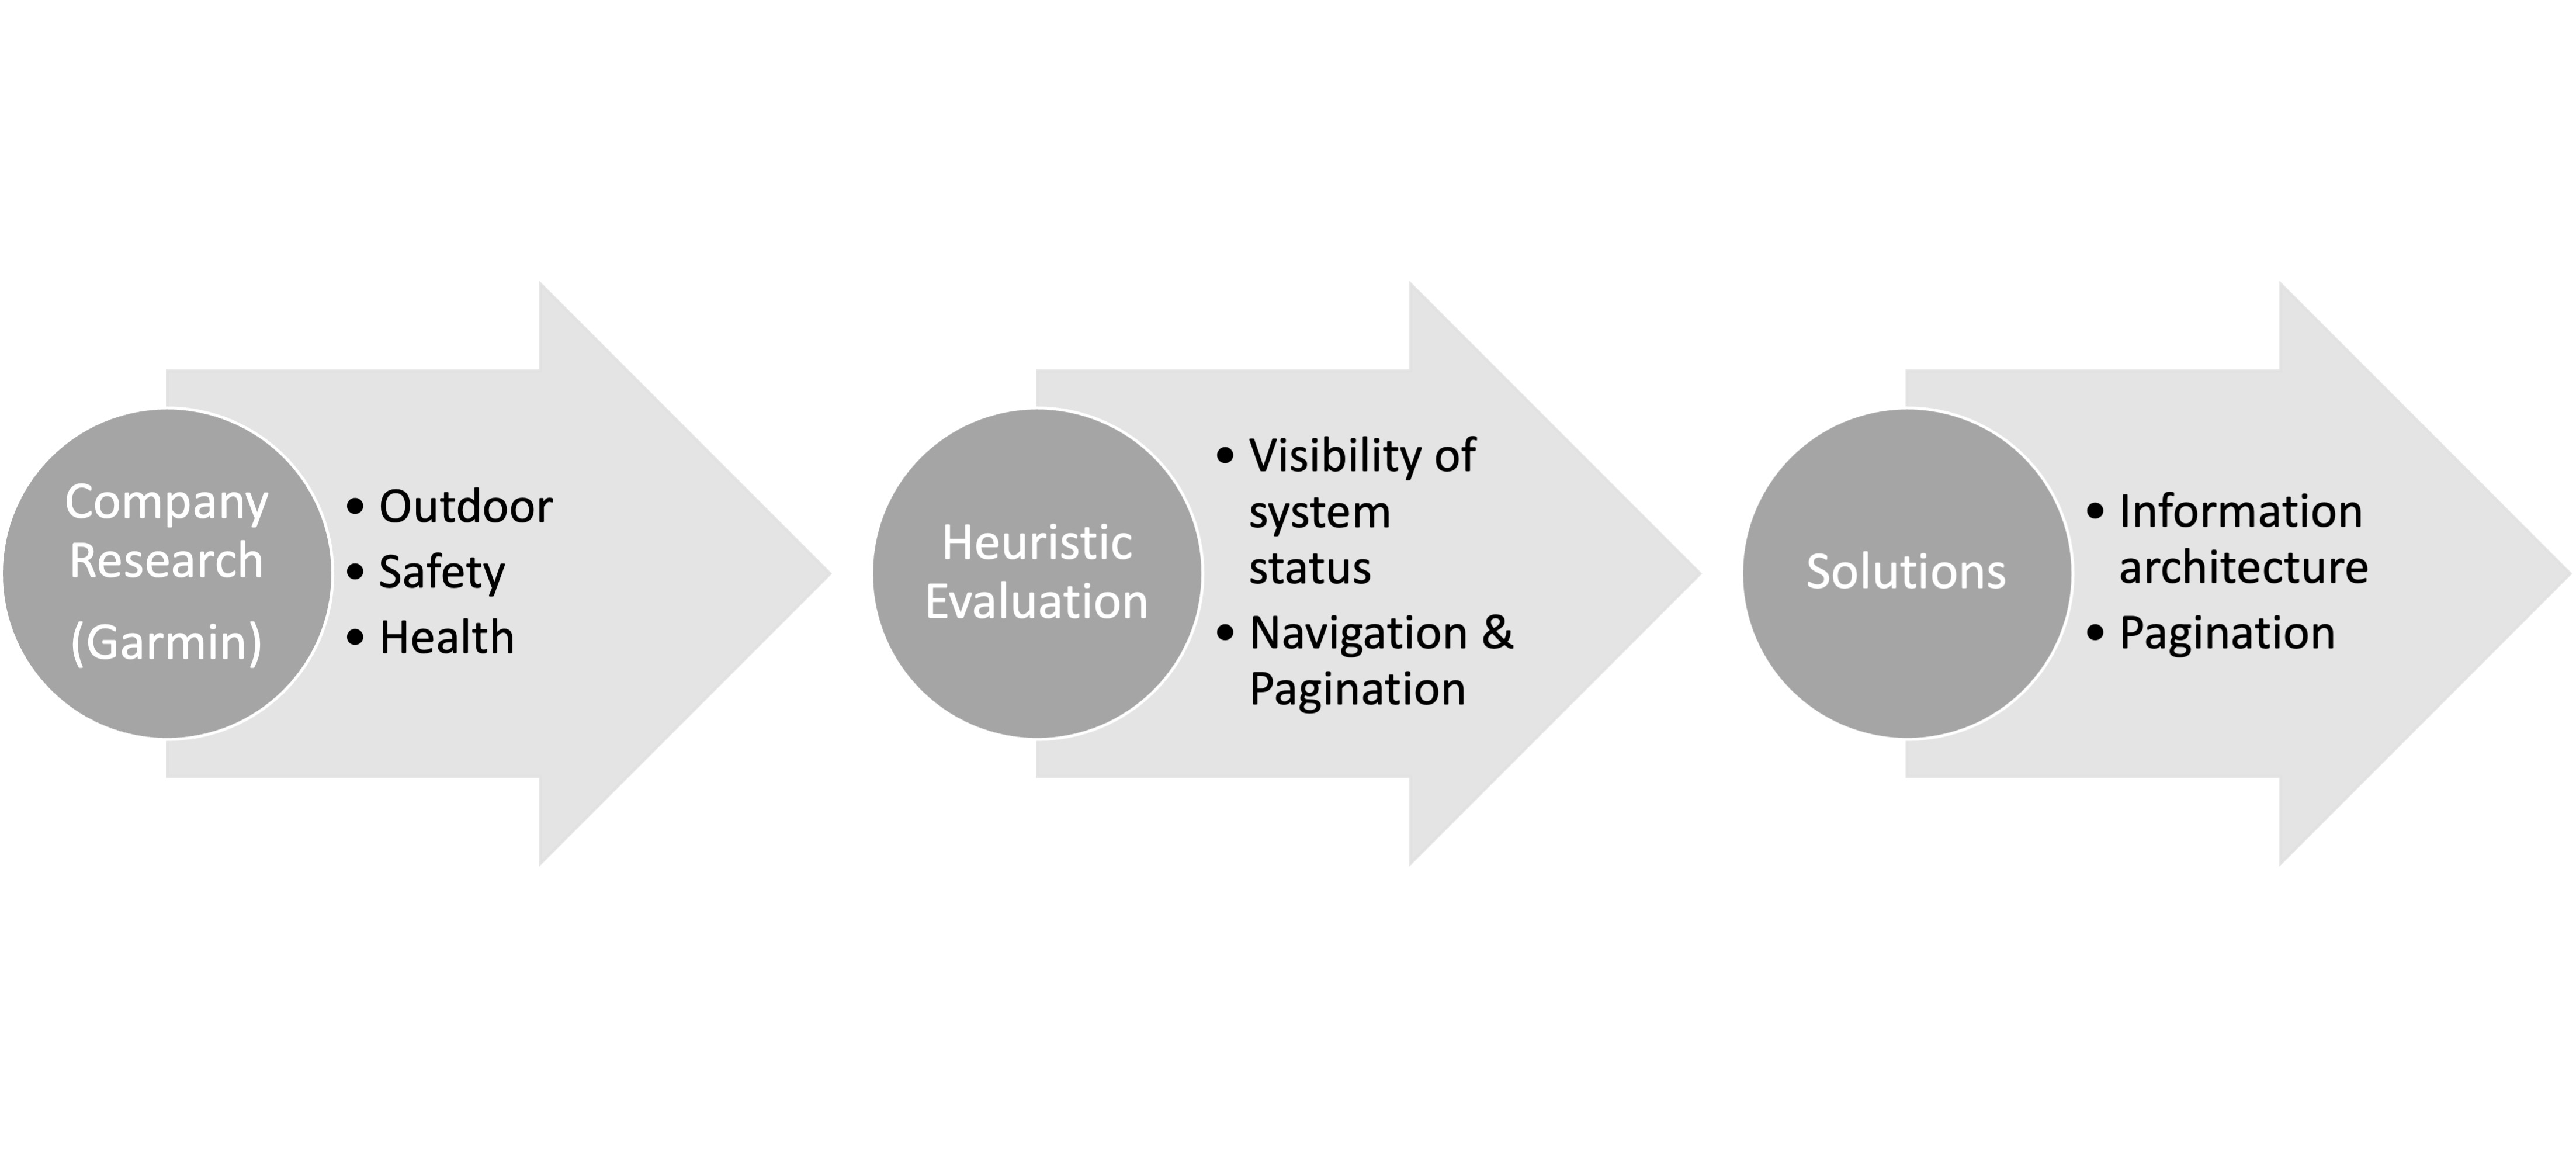 Company
Research
(Garmin)
• Outdoor
• Safety
• Health
Heuristic
Evaluation
• Visibility of
system
status
• Navigation &
Pagination
Solutions
• Information
architecture
• Pagination